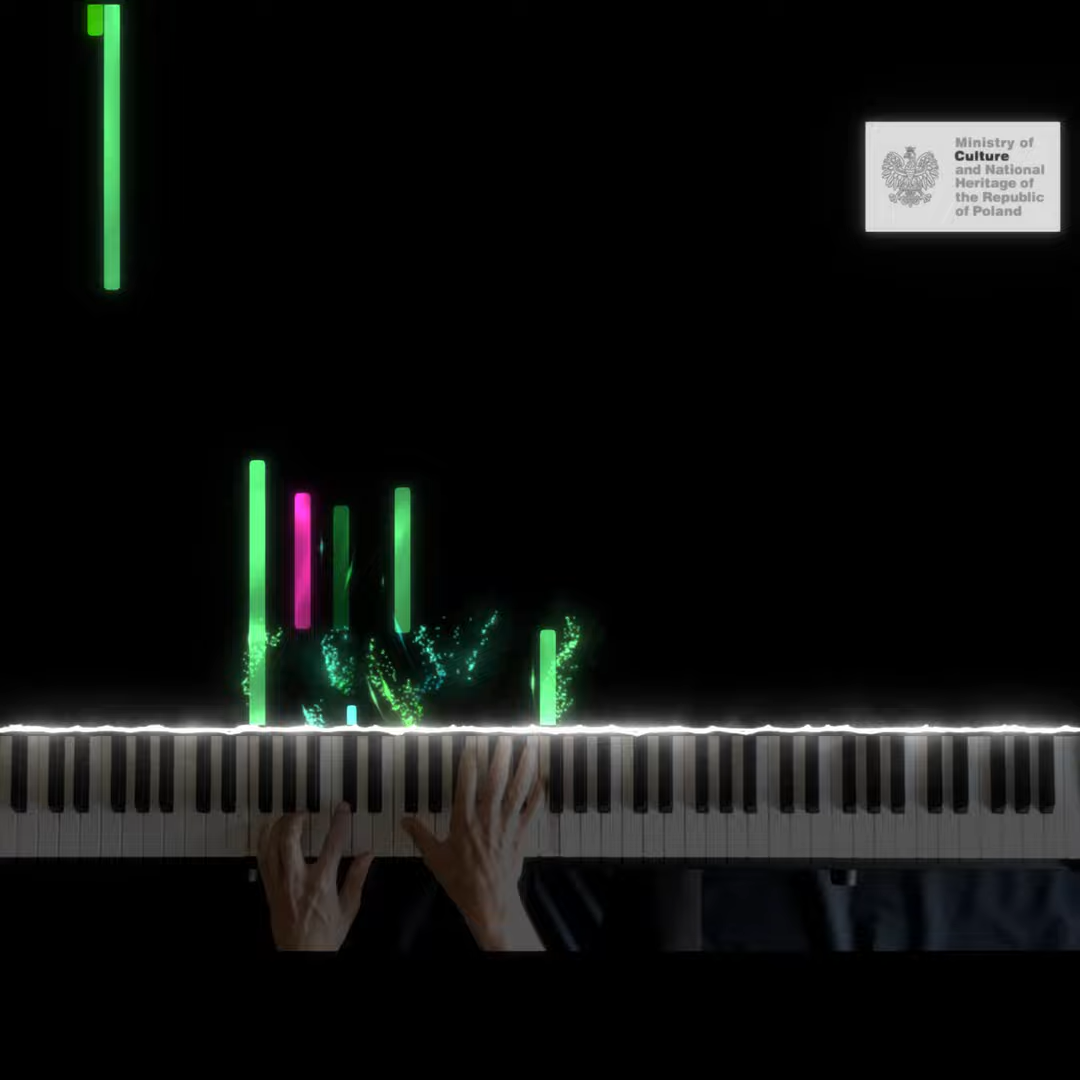 Ministry of
Culture
and National
Heritage of
the Republic
of Poland